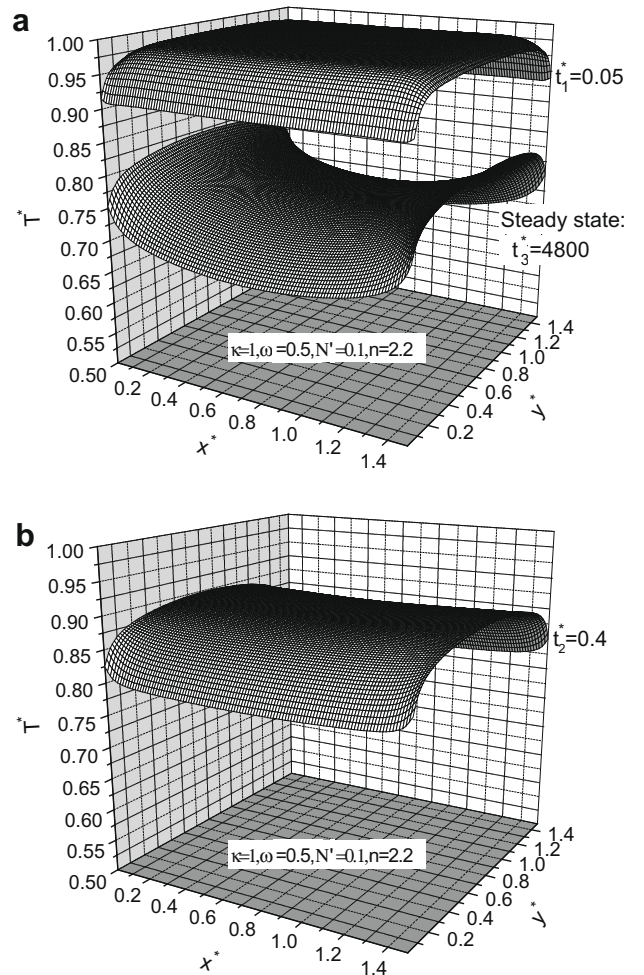 a
1.00
0.95
0.90
0.85
0.80
0.75
0.70
0.65
0.60
0.55
0.50
T*
t*1=0.05
Steady state:
t*3=4800
κ=1,ω=0.5,N'=0.1,n=2.2
0.2 0.4 0.6 0.8 1.0 1.2 1.4
x*
0.2 0.4 0.6 0.8 1.0 1.2 1.4
y*
b
1.00
0.95
0.90
0.85
0.80
0.75
0.70
0.65
0.60
0.55
0.50
T*
t*2=0.4
κ=1,ω=0.5,N'=0.1,n=2.2
0.2 0.4 0.6 0.8 1.0 1.2 1.4
x*
0.2 0.4 0.6 0.8 1.0 1.2 1.4
y*